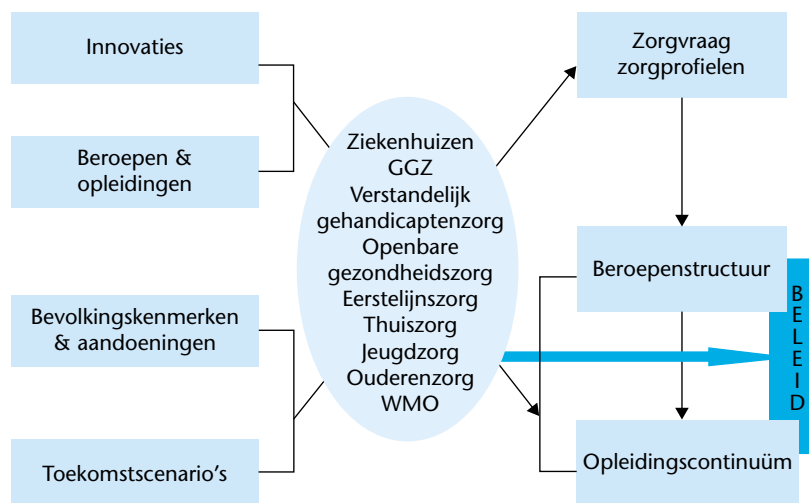 Innovaties
Beroepen &
opleidingen
Bevolkingskenmerken
& aandoeningen
Toekomstscenario's
Ziekenhuizen
GGZ
Verstandelijk
gehandicaptenzorg
Openbare
gezondheidszorg
Eerstelijnszorg
Thuiszorg
Jeugdzorg
Ouderenzorg
WMO
Zorgvraag
zorgprofielen
Beroepenstructuur
Opleidingscontinuüm
BELEID